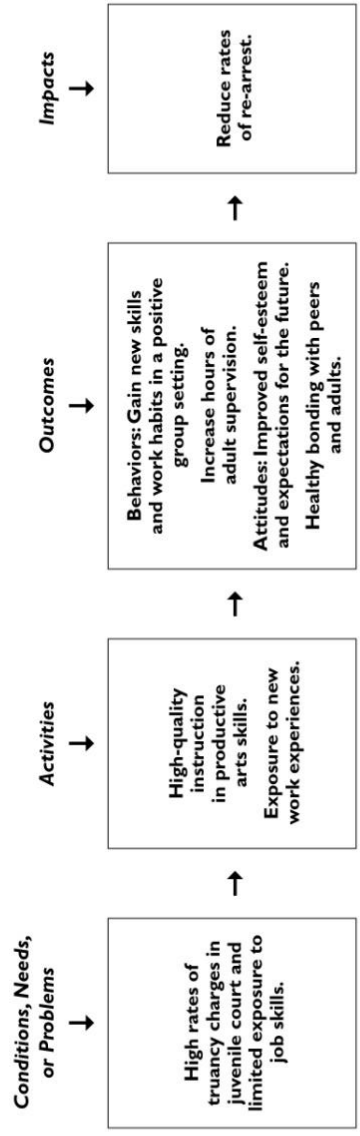 Conditions, Needs,
or Problems
High rates of
truancy charges in
juvenile court and
limited exposure to
job skills.
Activities
High-quality
instruction
in productive
arts skills.
Exposure to new
work experiences.
Outcomes
Behaviors: Gain new skills
and work habits in a positive
group setting.
Increase hours of
adult supervision.
Attitudes: Improved self-esteem
and expectations for the future.
Healthy bonding with peers
and adults.
Impacts
Reduce rates
of re-arrest.